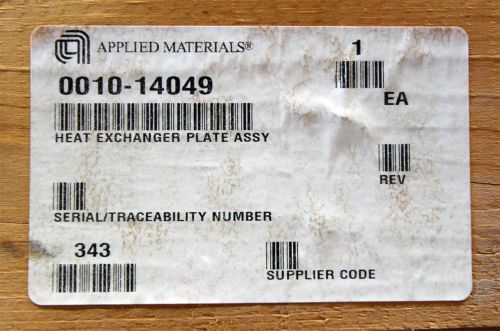 APPLIED MATERIALS®
1
0010-14049
EA
HEAT EXCHANGER PLATE ASSY
REV
SERIAL/TRACEABILITY NUMBER
343
SUPPLIER CODE